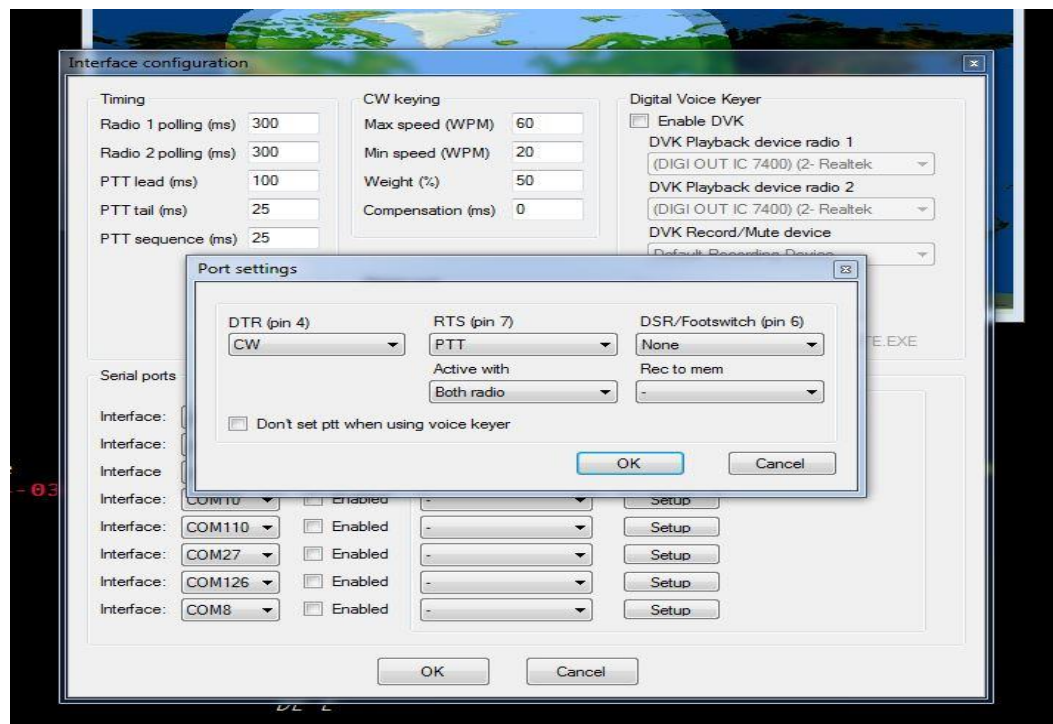 Interface configuration
Timing
Radio 1 polling (ms) 300
Radio 2 polling (ms) 300
PTT lead (ms) 100
PTT tail (ms) 25
PTT sequence (ms) 25
CW keying
Max speed (WPM) 60
Min speed (WPM) 20
Weight (%) 50
Compensation (ms) 0
Digital Voice Keyer
Enable DVK
DVK Playback device radio 1
(DIGI OUT IC 7400) (2- Realtek
DVK Playback device radio 2
(DIGI OUT IC 7400) (2- Realtek
DVK Record/Mute device
Default Recording Device
TE.EXE
Port settings
DTR (pin 4)
CW
RTS (pin 7)
PTT
Active with
Both radio
DSR/Footswitch (pin 6)
None
Rec to mem
-
Don't set ptt when using voice keyer
OK Cancel
Serial ports
Interface:
Interface:
Interface
Interface: COM10 Enabled - Setup
Interface: COM110 Enabled - Setup
Interface: COM27 Enabled - Setup
Interface: COM126 Enabled - Setup
Interface: COM8 Enabled - Setup
OK Cancel
-03